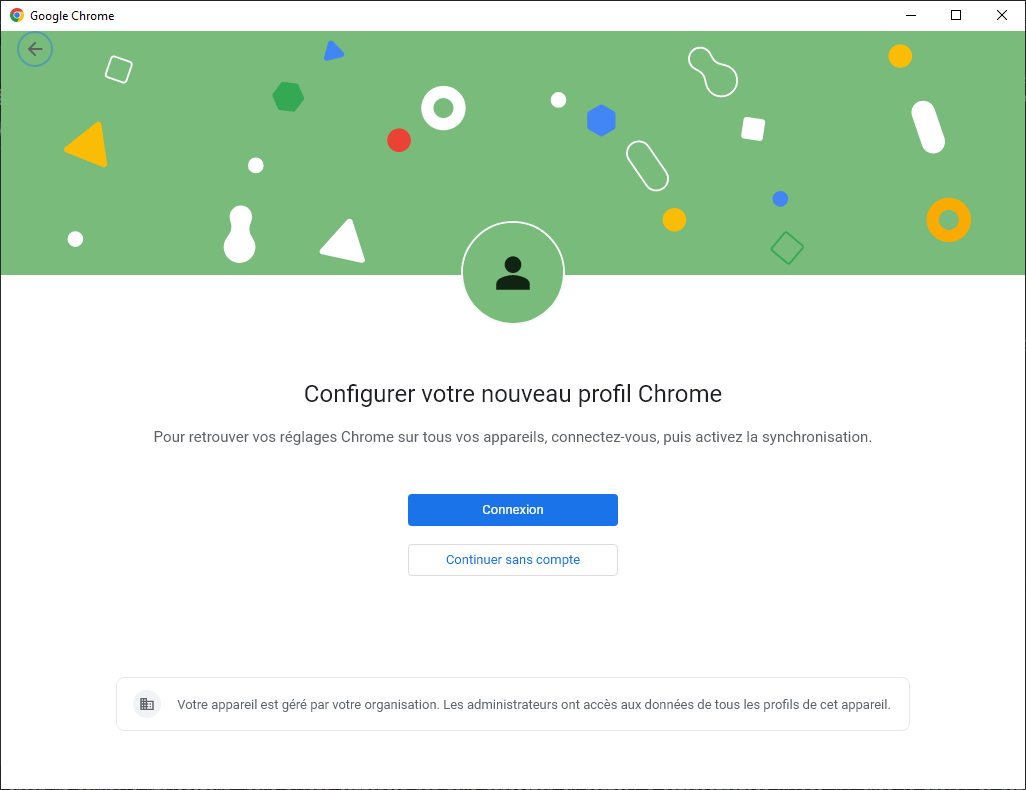 Google Chrome
Configurer votre nouveau profil Chrome
Pour retrouver vos réglages Chrome sur tous vos appareils, connectez-vous, puis activez la synchronisation.
Connexion
Continuer sans compte
Votre appareil est géré par votre organisation. Les administrateurs ont accès aux données de tous les profils de cet appareil.